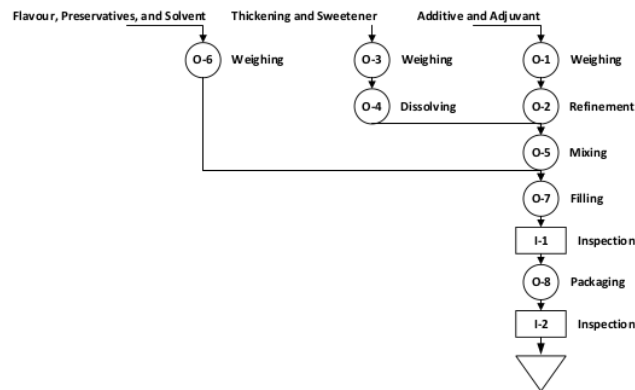 Flavour, Preservatives, and Solvent Thickening and Sweetener Additive and Adjuvant
O-6 Weighing O-3 Weighing O-1 Weighing
O-4 Dissolving O-2 Refinement
O-5 Mixing
O-7 Filling
I-1 Inspection
O-8 Packaging
I-2 Inspection